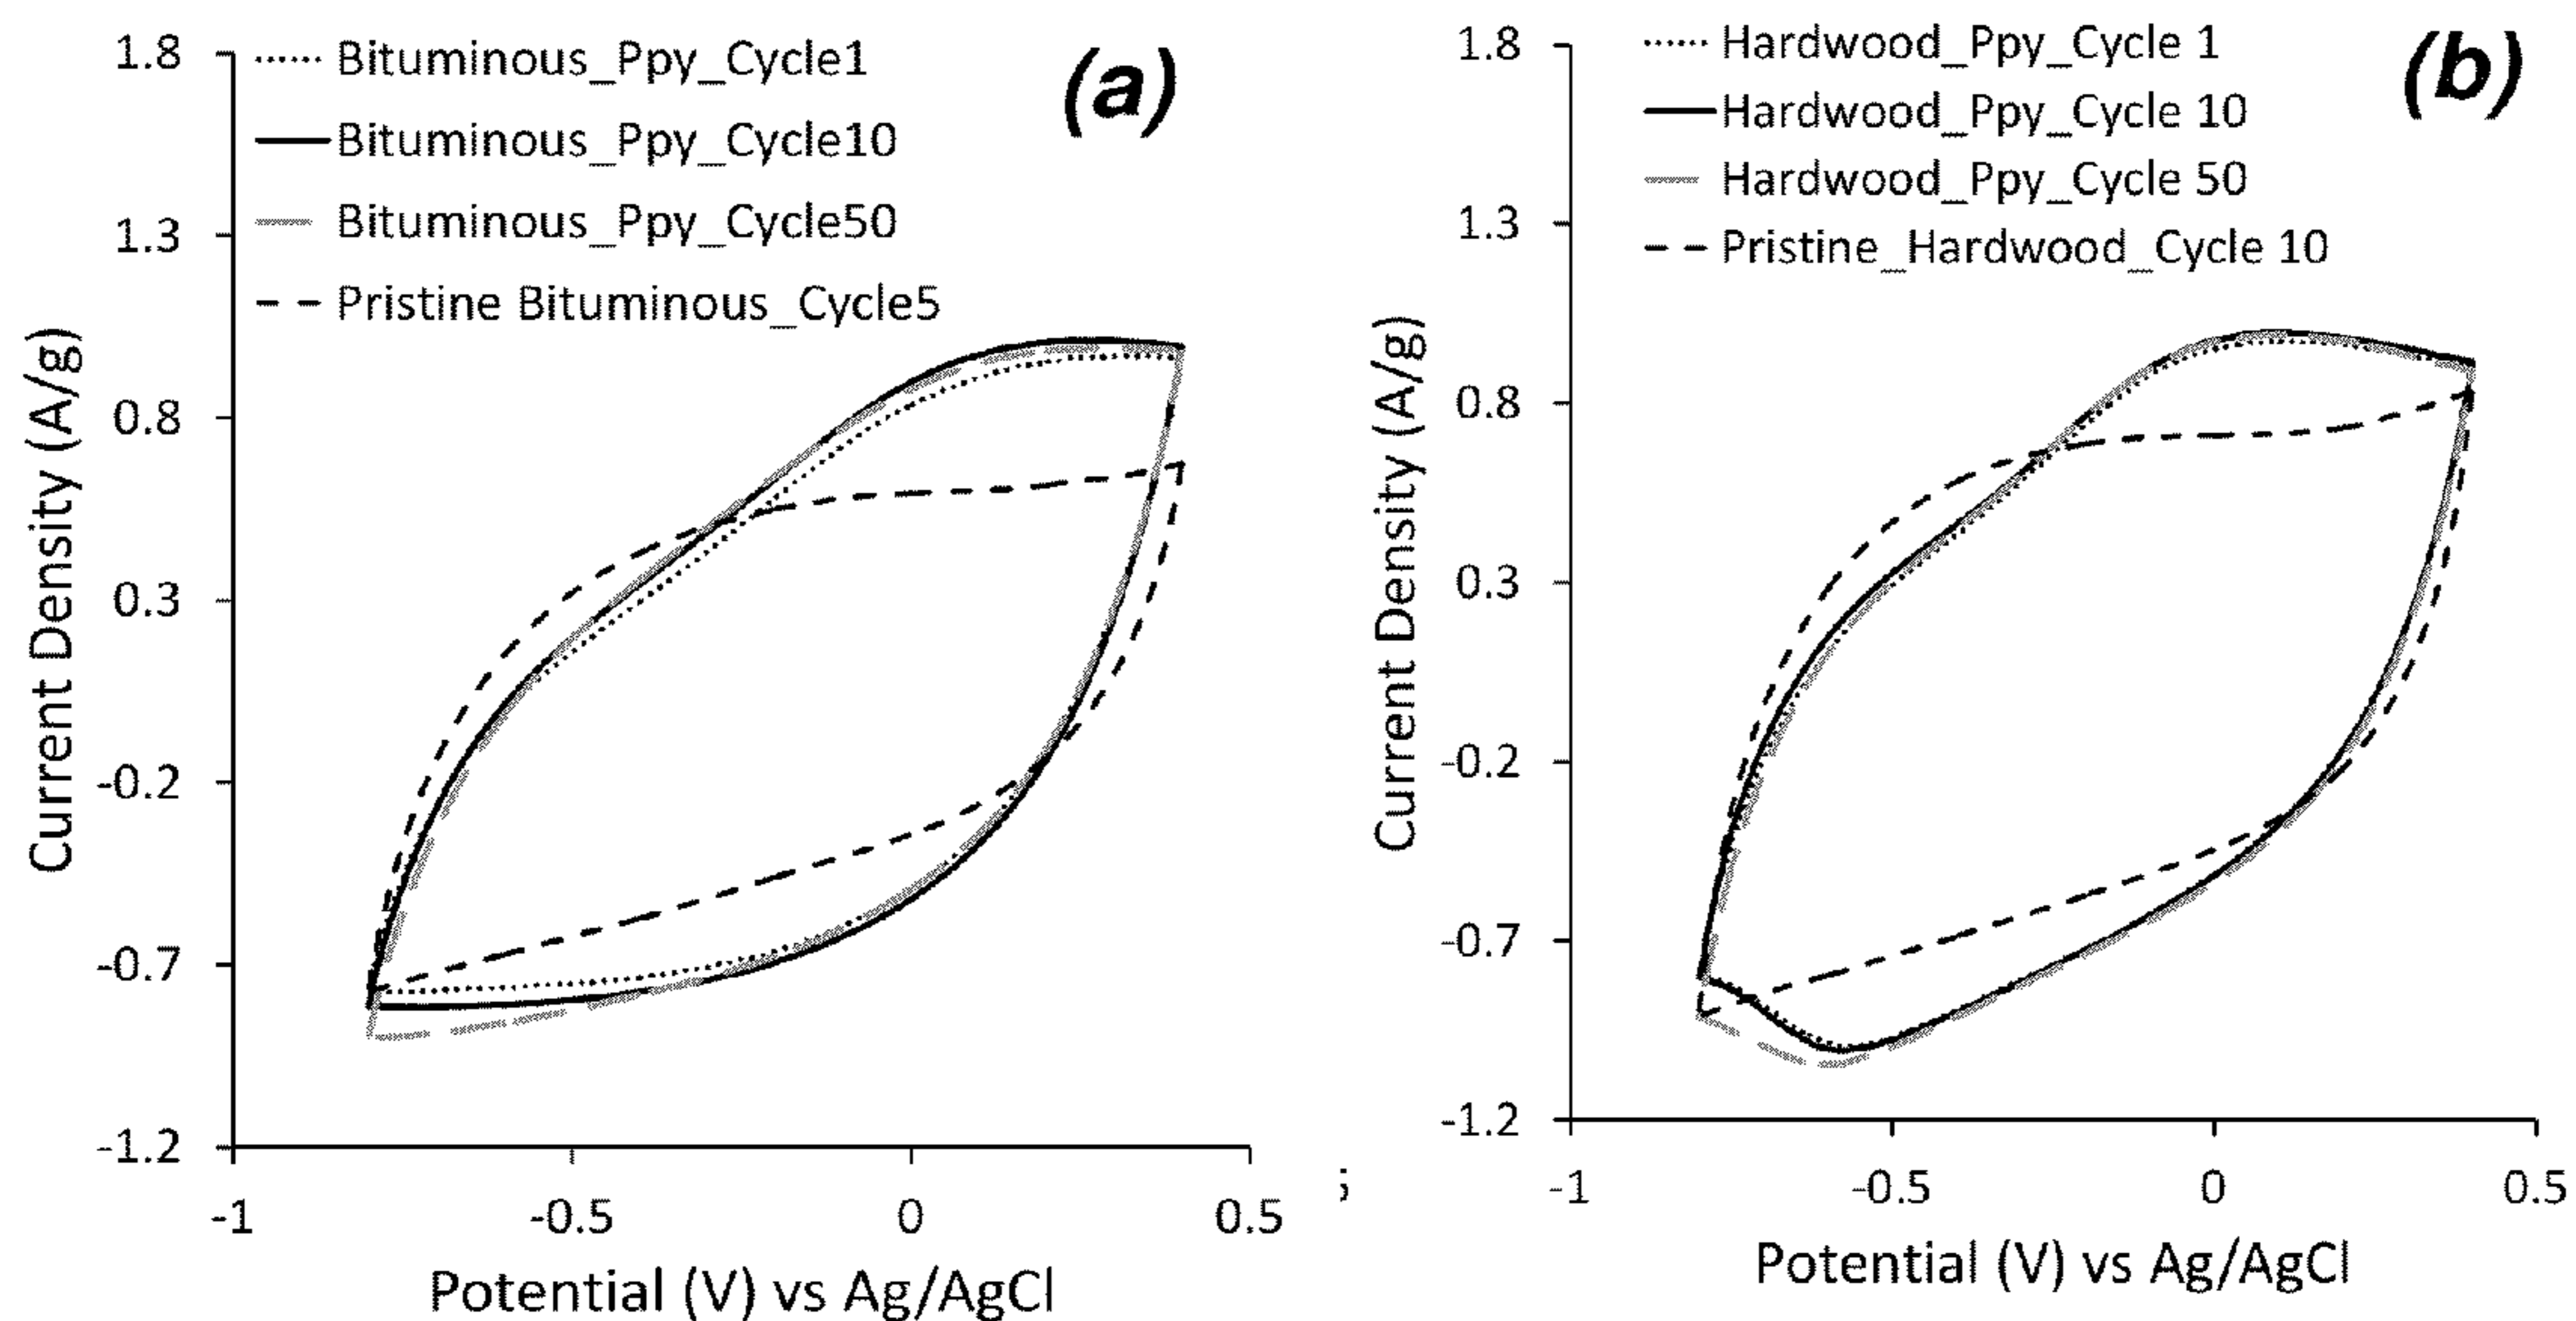 (a)
Bituminous_Ppy_Cycle1
Bituminous_Ppy_Cycle10
Bituminous_Ppy_Cycle50
Pristine Bituminous_Cycle5
Current Density (A/g)
1.8
1.3
0.8
0.3
-0.2
-0.7
-1.2
-1
-0.5
0
0.5
Potential (V) vs Ag/AgCl
(b)
Hardwood_Ppy_Cycle 1
Hardwood_Ppy_Cycle 10
Hardwood_Ppy_Cycle 50
Pristine_Hardwood_Cycle 10
Current Density (A/g)
1.8
1.3
0.8
0.3
-0.2
-0.7
-1.2
-1
-0.5
0
0.5
Potential (V) vs Ag/AgCl